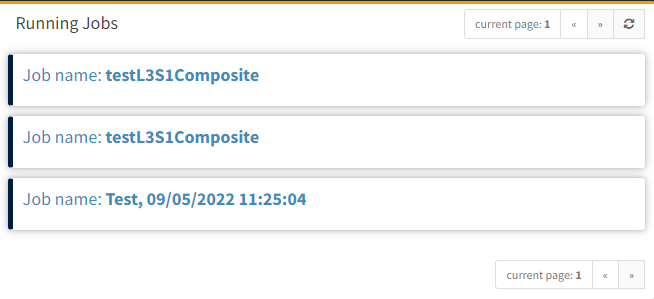 Running Jobs
current page: 1 « »
Job name: testL3S1Composite
Job name: testL3S1Composite
Job name: Test, 09/05/2022 11:25:04
current page: 1 « »